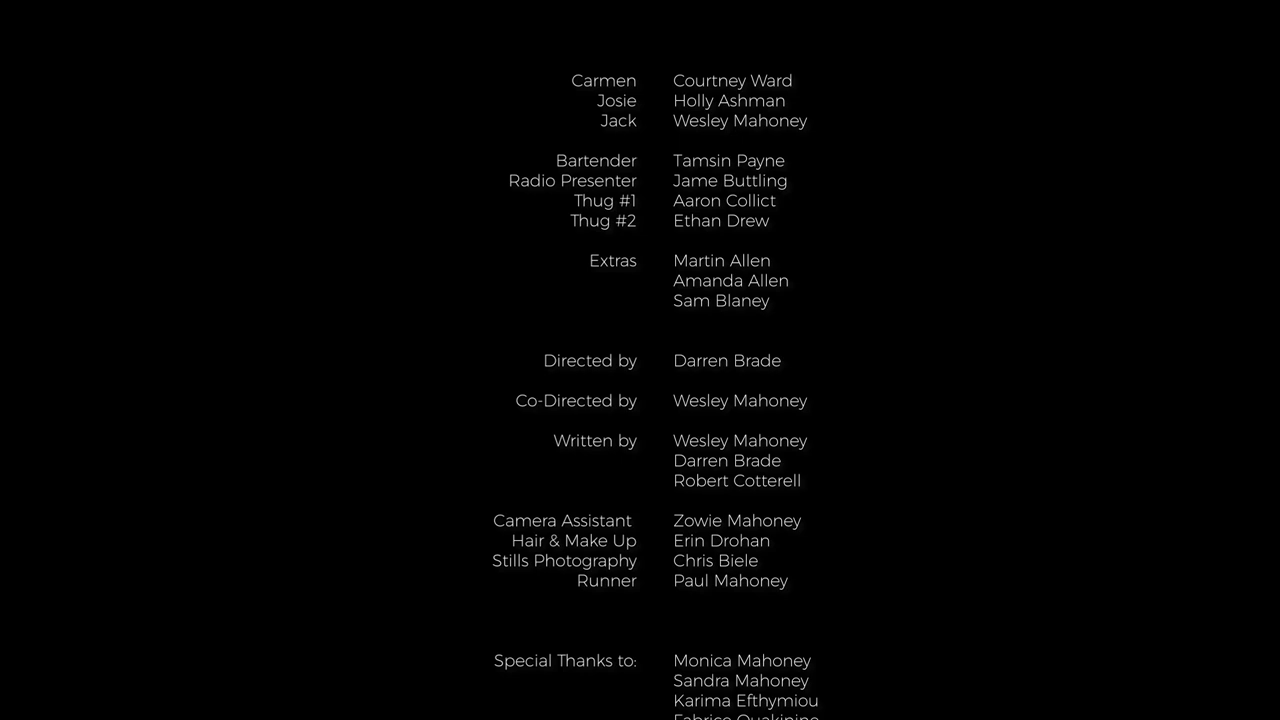 Carmen Courtney Ward
Josie Holly Ashman
Jack Wesley Mahoney
Bartender Tamsin Payne
Radio Presenter Jame Buttling
Thug #1 Aaron Collict
Thug #2 Ethan Drew
Extras Martin Allen
Amanda Allen
Sam Blaney
Directed by Darren Brade
Co-Directed by Wesley Mahoney
Written by Wesley Mahoney
Darren Brade
Robert Cotterell
Camera Assistant Zowie Mahoney
Hair & Make Up Erin Drohan
Stills Photography Chris Biele
Runner Paul Mahoney
Special Thanks to: Monica Mahoney
Sandra Mahoney
Karima Efthymiou